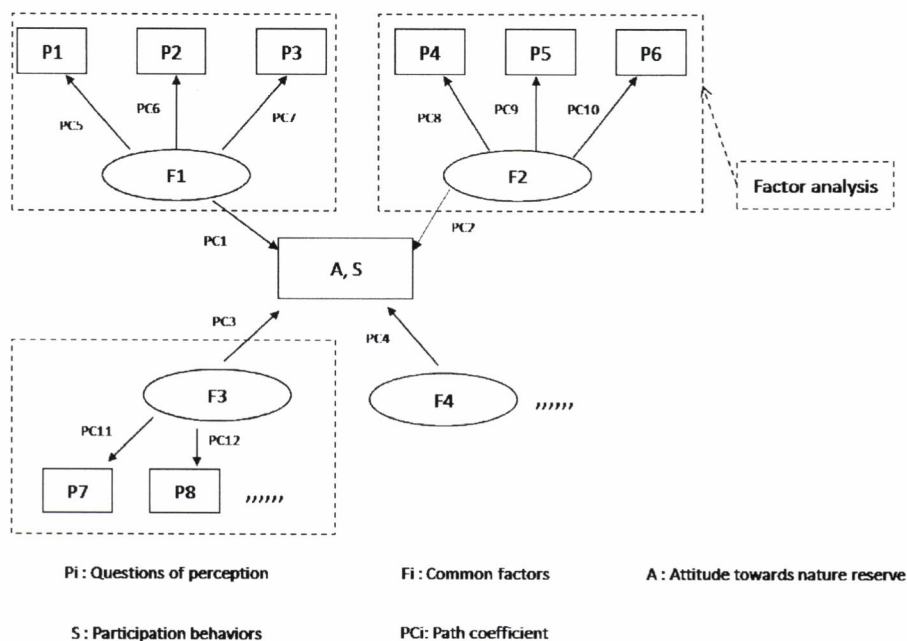 P1 P2 P3 P4 P5 P6
PC5 PC6 PC7 PC8 PC9 PC10
F1 F2
Factor analysis
PC1 PC2
A, S
PC3 PC4
F3 F4 ,,,,,,
PC11 PC12
P7 P8 ,,,,,,
Pi : Questions of perception Fi : Common factors A : Attitude towards nature reserve
S : Participation behaviors PCi: Path coefficient